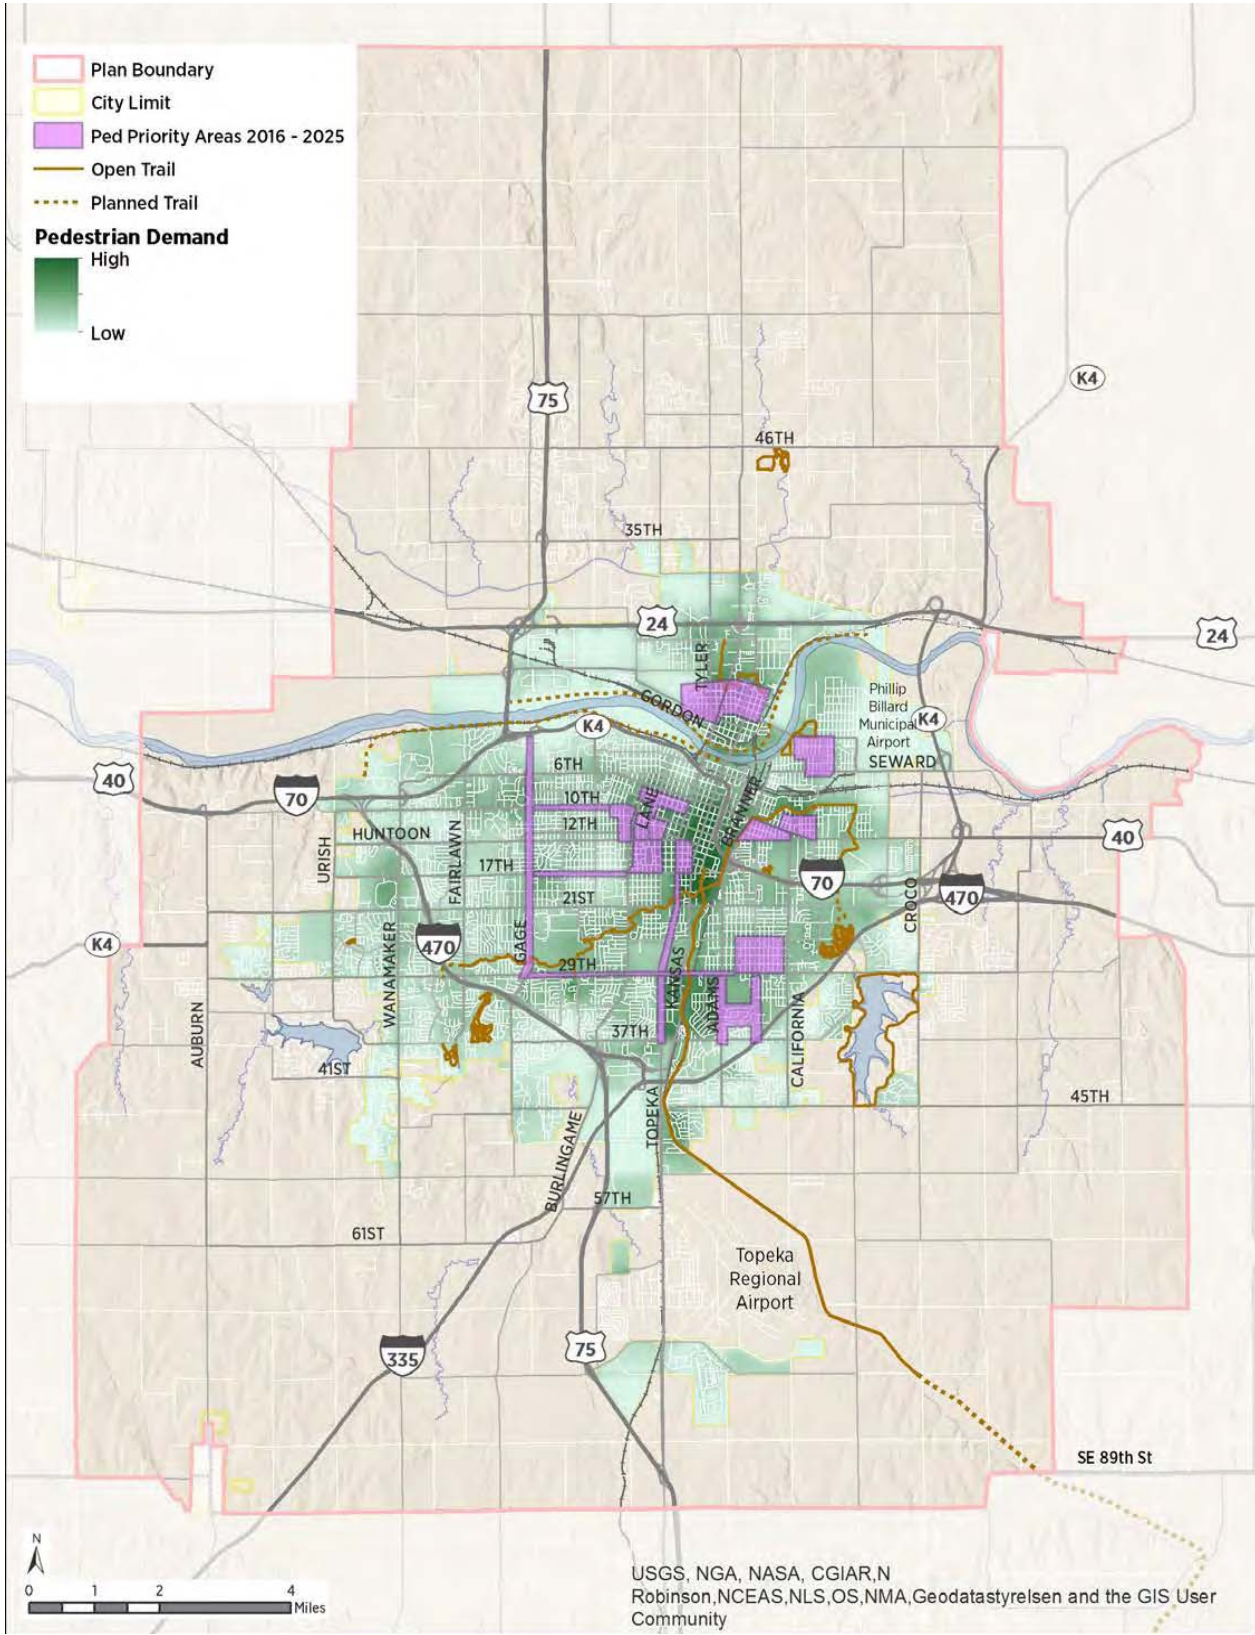 Plan Boundary
City Limit
Ped Priority Areas 2016 - 2025
Open Trail
Planned Trail
Pedestrian Demand
High
Low
75
K4
46TH
35TH
24
24
TYLER
GORDON
Phillip
Billard
Municipal
Airport
K4
K4
SEWARD
6TH
40
70
10TH
LANE
BRANNER
12TH
HUNTOON
40
URISH
FAIRLAWN
17TH
70
21ST
CROCO
470
K4
470
GAGE
WANAMAKER
29TH
KANSAS
ADAMS
AUBURN
37TH
CALIFORNIA
41ST
45TH
TOPEKA
BURLINGAME
57TH
61ST
Topeka
Regional
Airport
335
75
SE 89th St
N
0 1 2 4
Miles
USGS, NGA, NASA, CGIAR,N
Robinson,NCEAS,NLS,OS,NMA,Geodatastyrelsen and the GIS User
Community